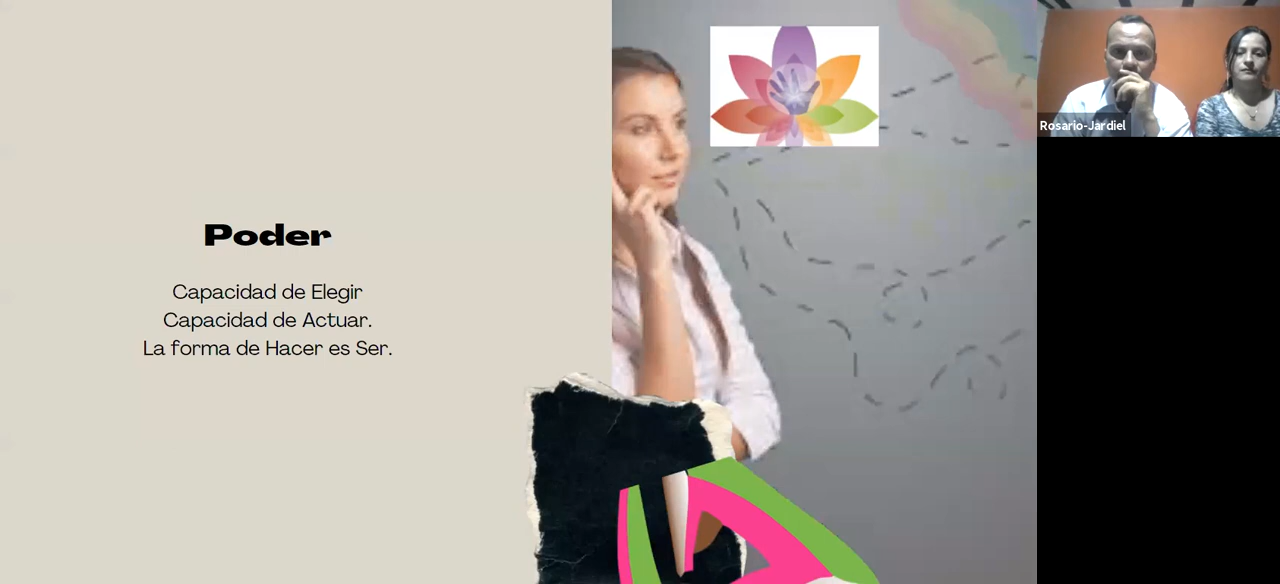 Poder
Capacidad de Elegir
Capacidad de Actuar.
La forma de Hacer es Ser.
Rosario-Jardiel